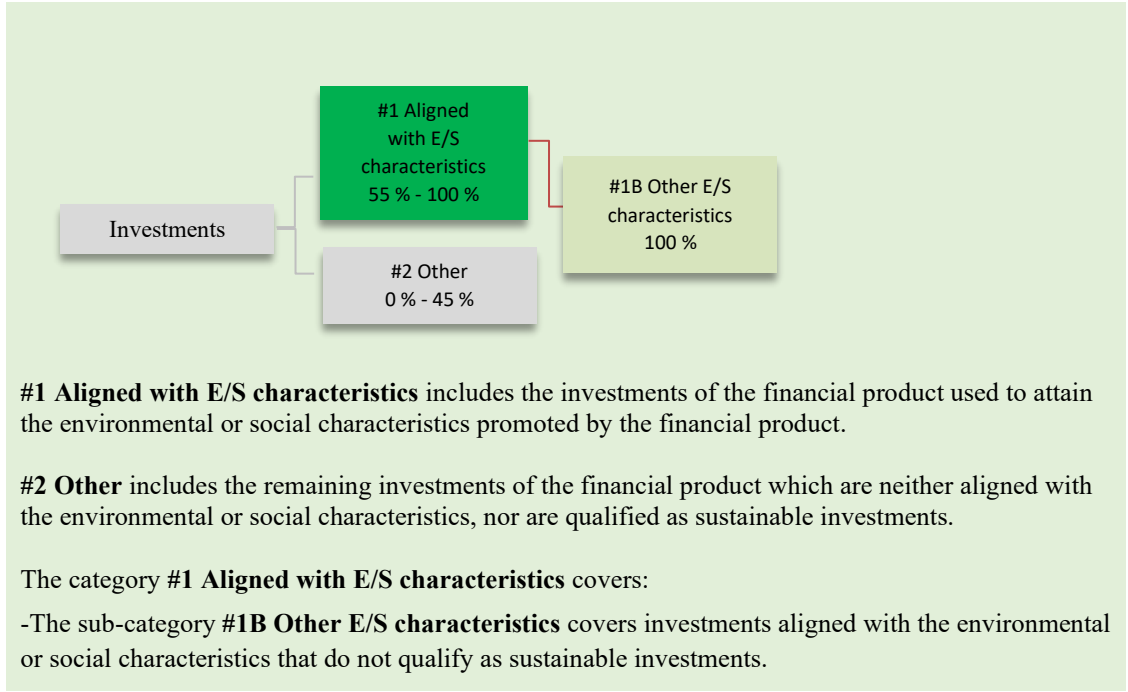 #1 Aligned
with E/S
characteristics
55 % - 100 %
#1B Other E/S
characteristics
100 %
Investments
#2 Other
0 % - 45 %
#1 Aligned with E/S characteristics includes the investments of the financial product used to attain
the environmental or social characteristics promoted by the financial product.
#2 Other includes the remaining investments of the financial product which are neither aligned with
the environmental or social characteristics, nor are qualified as sustainable investments.
The category #1 Aligned with E/S characteristics covers:
-The sub-category #1B Other E/S characteristics covers investments aligned with the environmental
or social characteristics that do not qualify as sustainable investments.